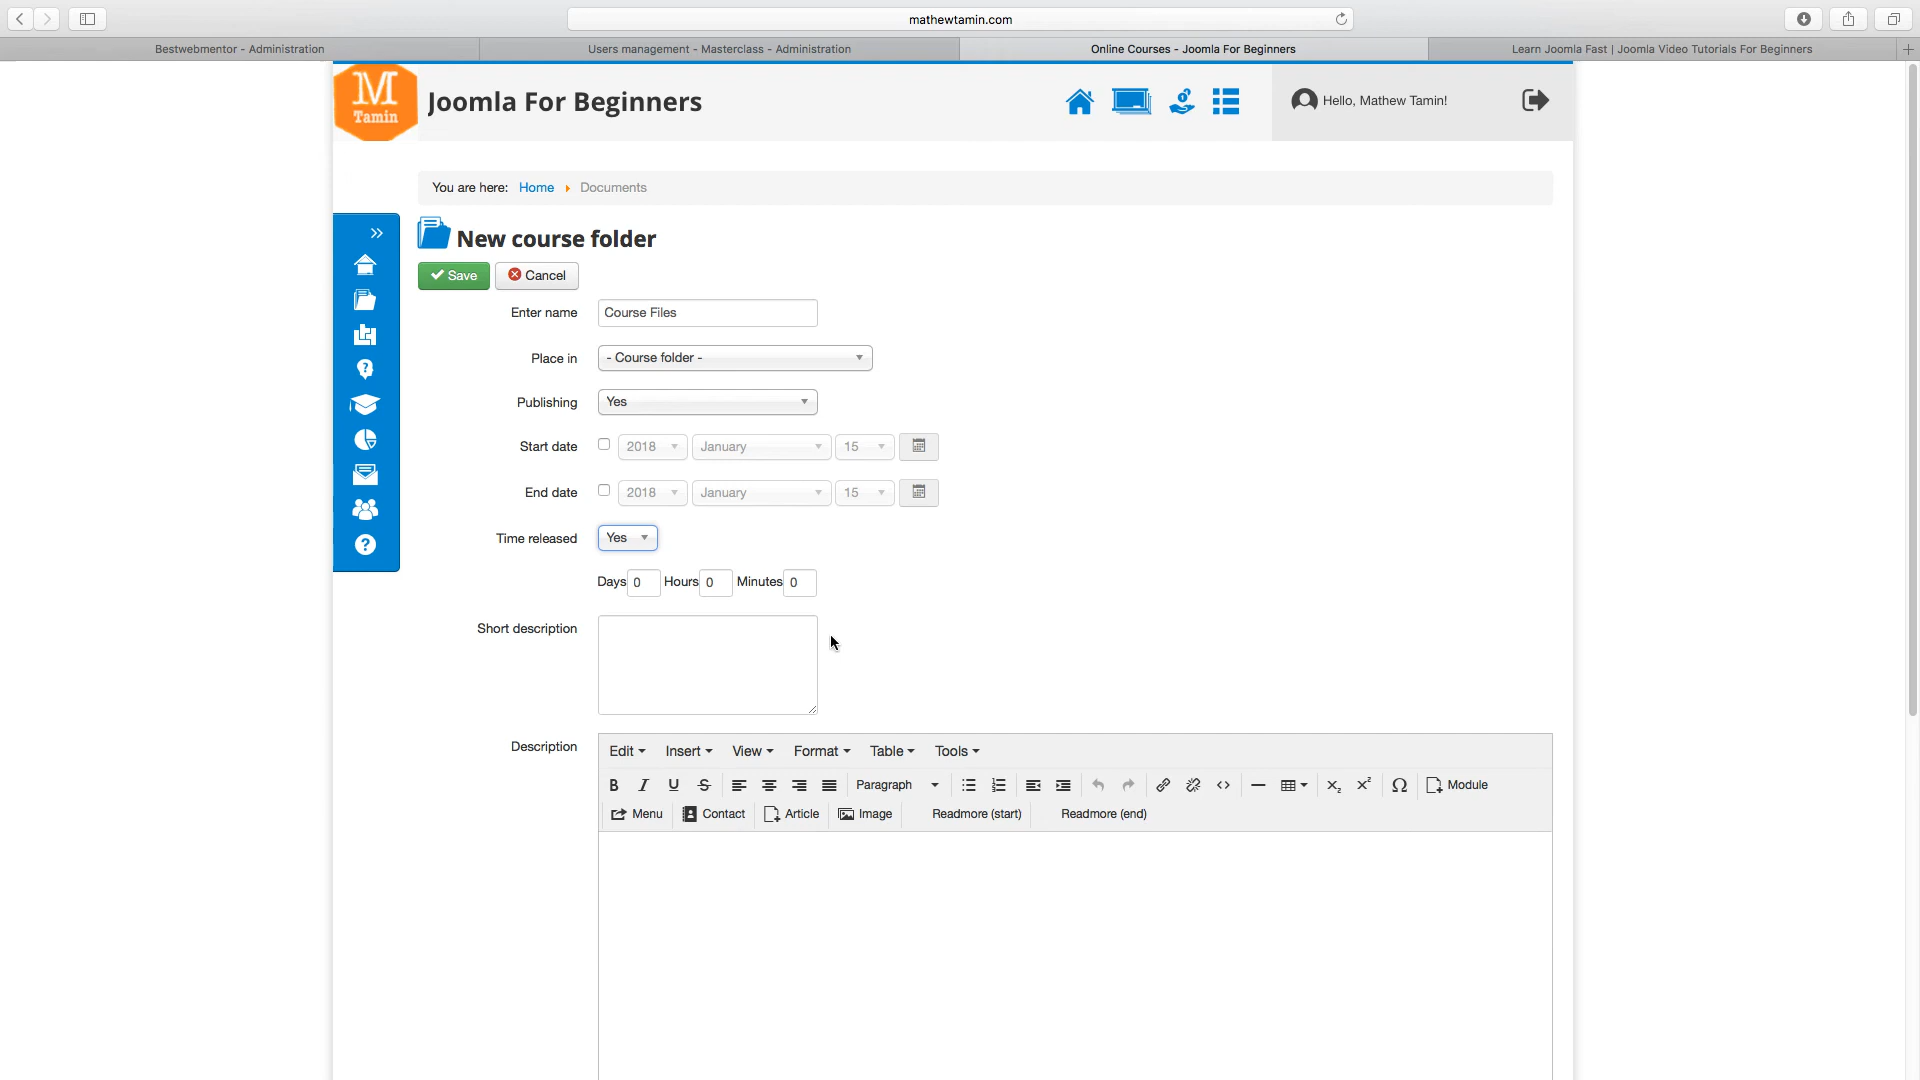 mathewtamin.com
Bestwebmentor - Administration
Users management - Masterclass - Administration
Online Courses - Joomla For Beginners
Learn Joomla Fast | Joomla Video Tutorials For Beginners
M
Tamin
Joomla For Beginners
Hello, Mathew Tamin!
You are here: Home Documents
New course folder
Save Cancel
Enter name Course Files
Place in - Course folder -
Publishing Yes
Start date 2018 January 15
End date 2018 January 15
Time released Yes
Days 0 Hours 0 Minutes 0
Short description
Description
Edit Insert View Format Table Tools
B I U S Paragraph Module
Menu Contact Article Image Readmore (start) Readmore (end)